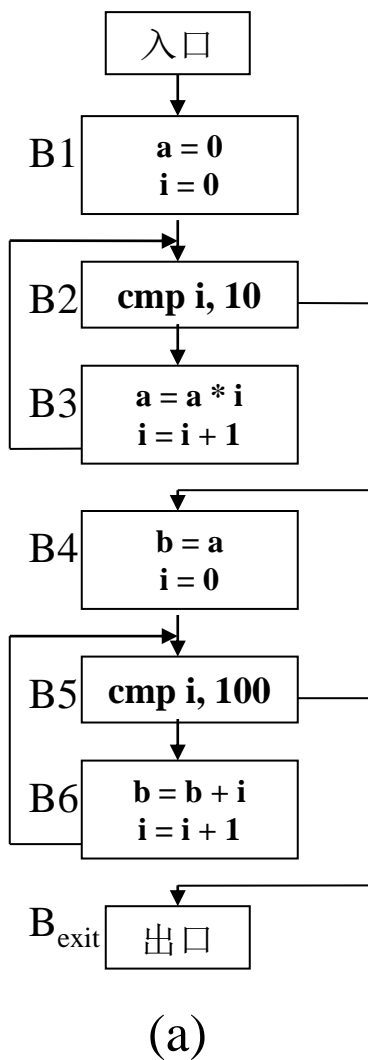 入口
B1
a = 0
i = 0
B2
cmp i, 10
B3
a = a * i
i = i + 1
B4
b = a
i = 0
B5
cmp i, 100
B6
b = b + i
i = i + 1
Bexit
出口
(a)